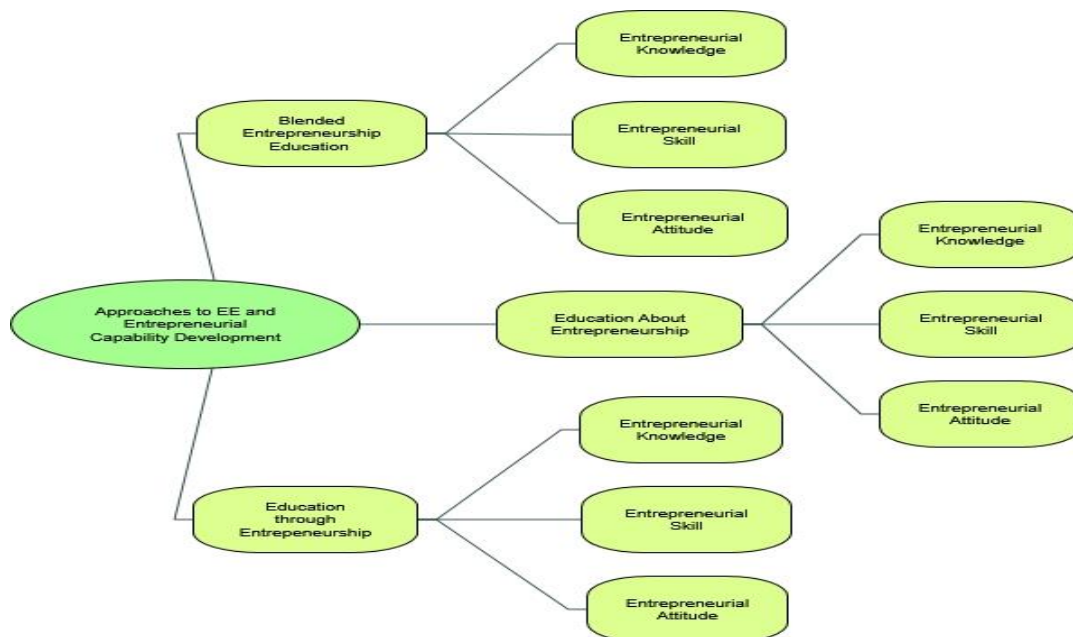 Entrepreneurial
Knowledge
Blended
Entrepreneurship
Education
Entrepreneurial
Skill
Entrepreneurial
Attitude
Approaches to EE and
Entrepreneurial
Capability Development
Education About
Entrepreneurship
Entrepreneurial
Knowledge
Entrepreneurial
Skill
Entrepreneurial
Attitude
Education
through
Entrepeneurship
Entrepreneurial
Knowledge
Entrepreneurial
Skill
Entrepreneurial
Attitude